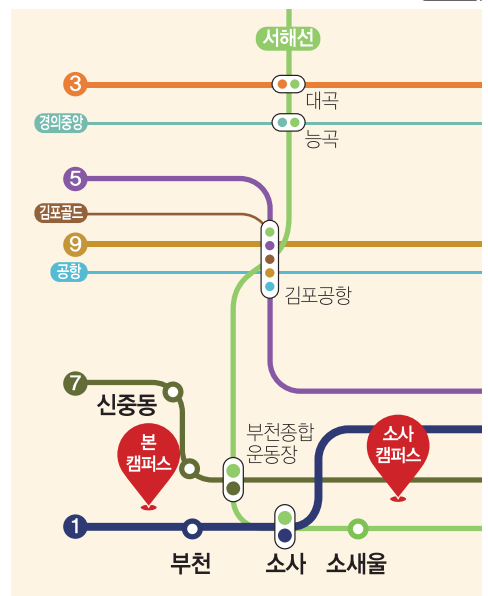 서해선
3
대곡
경의중앙
능곡
5
김포골드
9
공항
김포공항
7
신중동
본
캠퍼스
부천종합
운동장
소사
캠퍼스
1
부천
소사
소새울